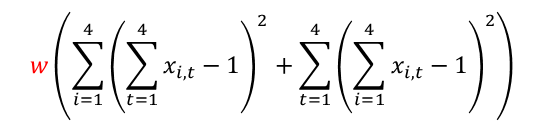 w(∑_{i=1}^{4}(∑_{t=1}^{4} x_{i,t} − 1)^2 + ∑_{t=1}^{4}(∑_{i=1}^{4} x_{i,t} − 1)^2)